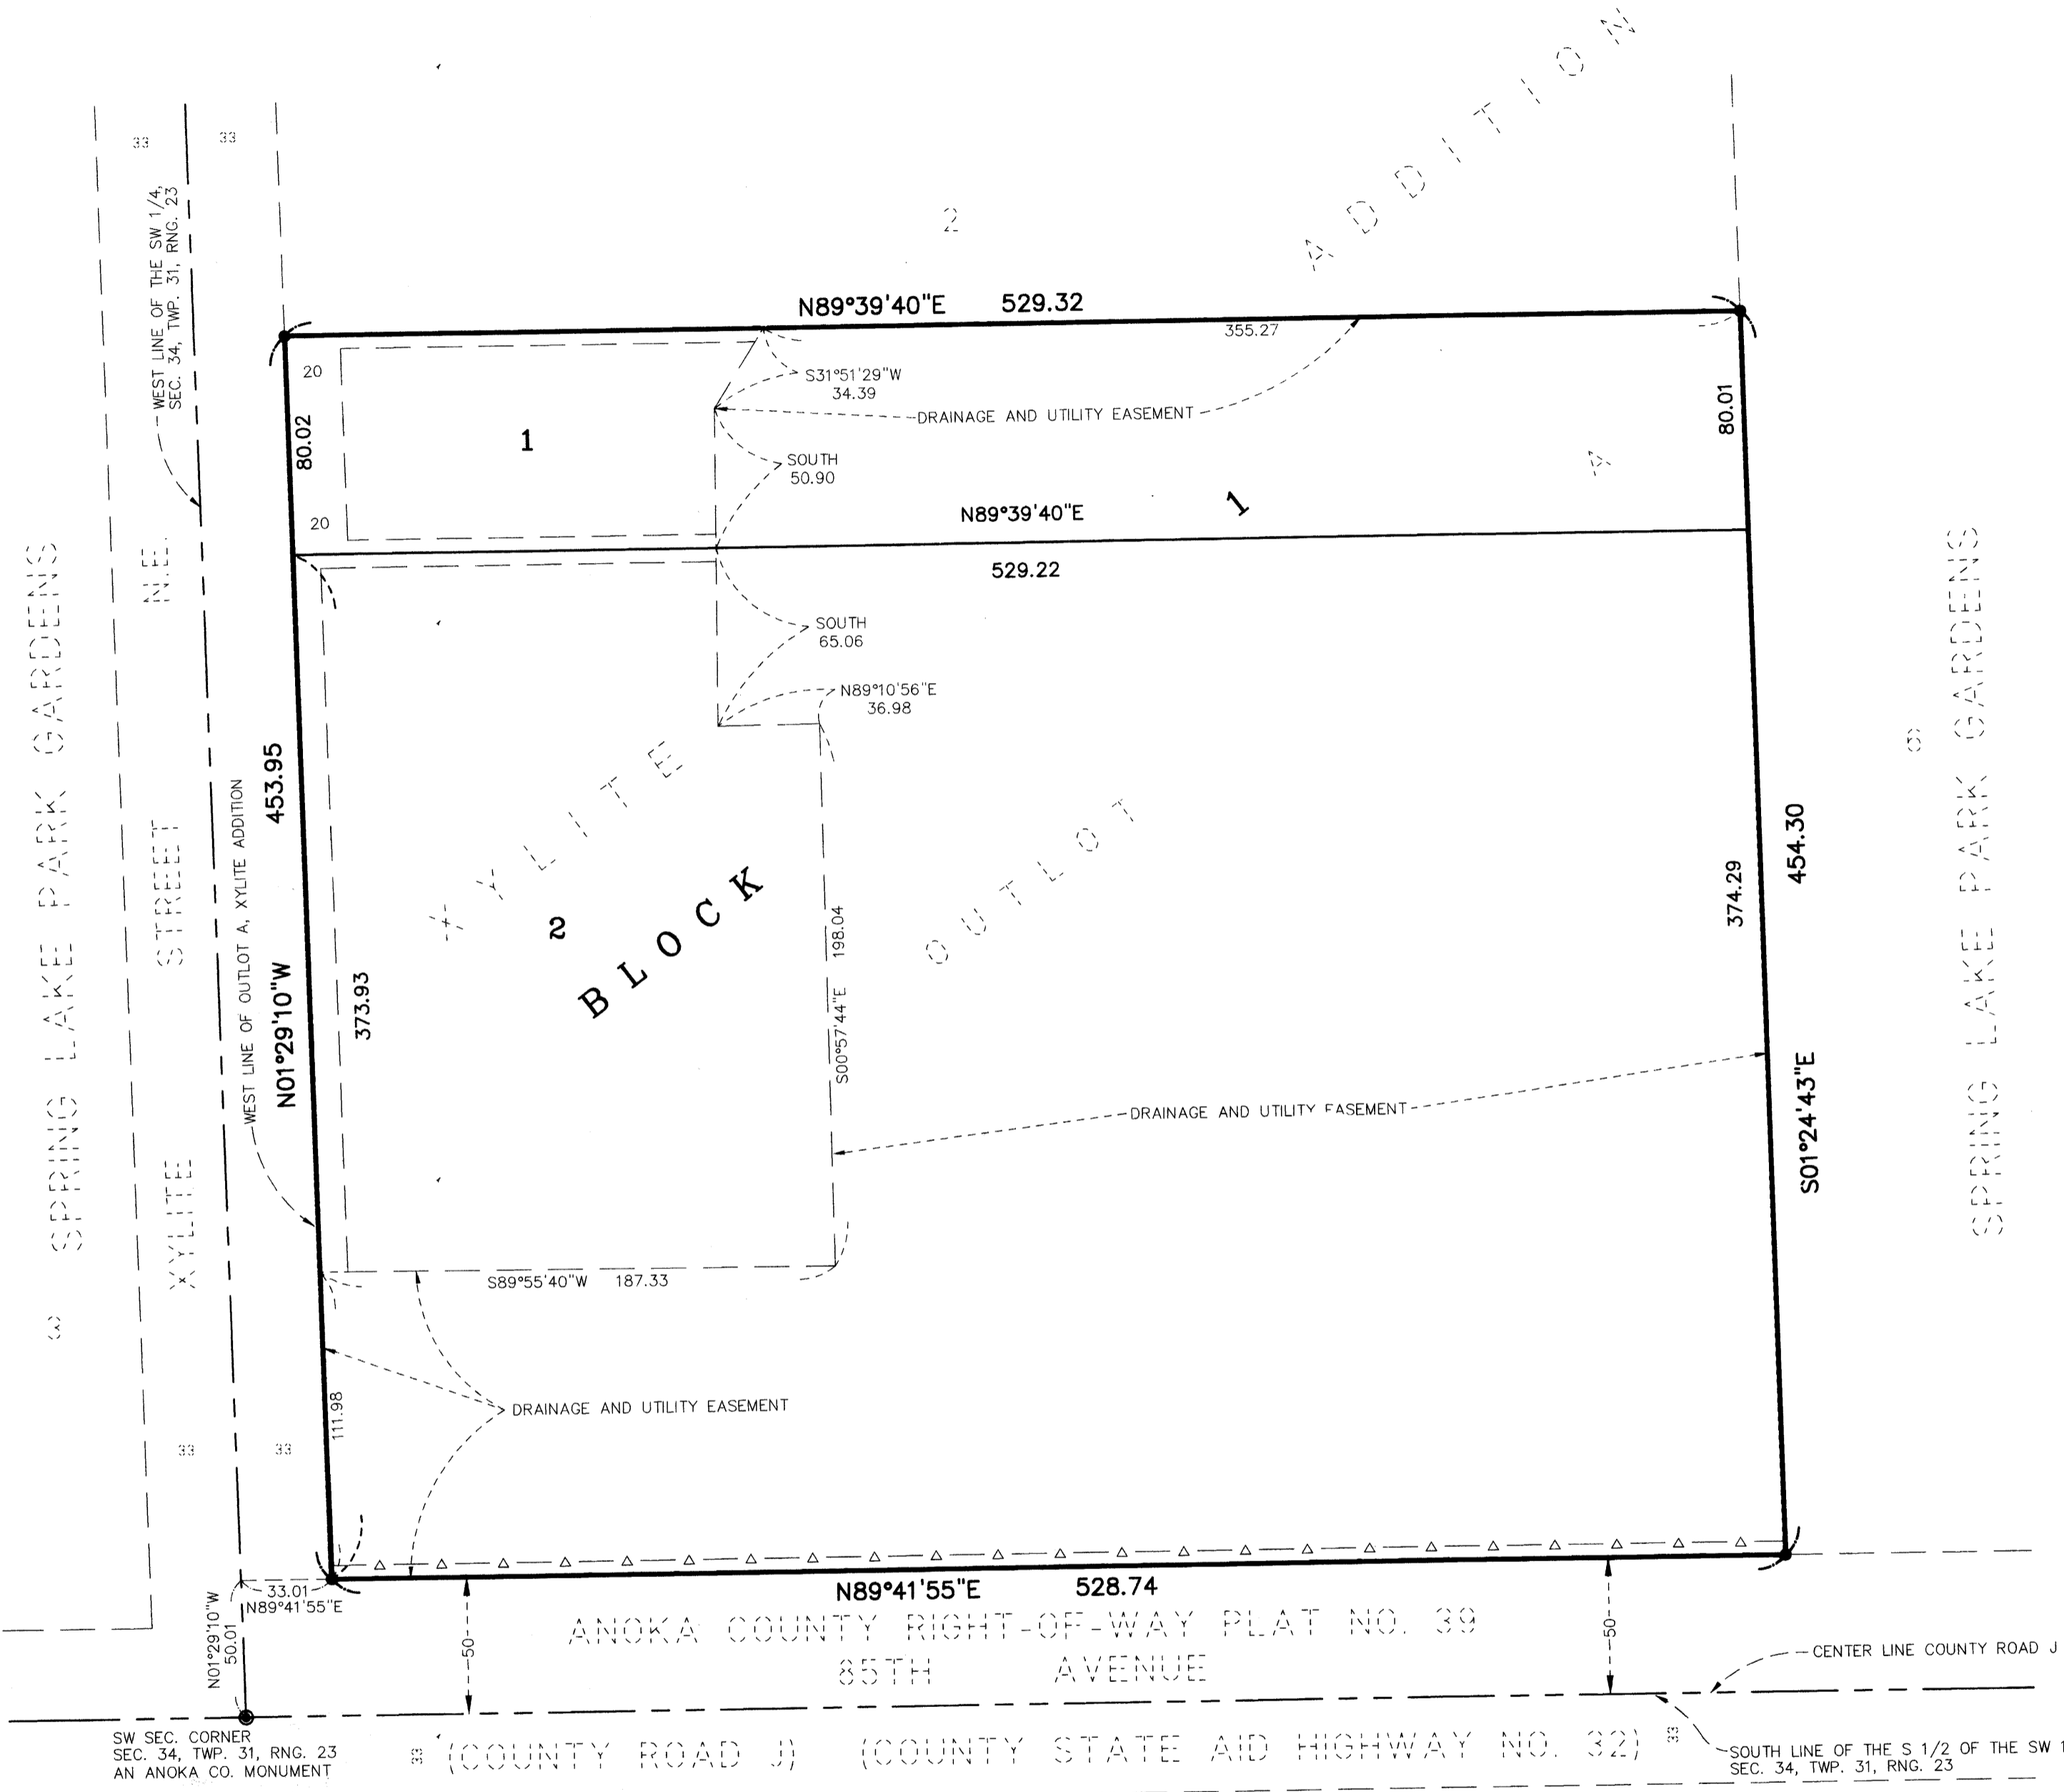 ADDITION
33
33
WEST LINE OF THE SW 1/4,
SEC. 34, TWP. 31, RNG. 23
2
N89°39'40"E 529.32
355.27
20
S31°51'29"W
34.39
DRAINAGE AND UTILITY EASEMENT
80.02
80.01
1
SOUTH
50.90
A
N89°39'40"E
1
20
529.22
SPRING LAKE PARK GARDENS
3
XYLITE STREET N.E.
SOUTH
65.06
N89°10'56"E
36.98
6
SPRING LAKE PARK GARDENS
XYLITE
453.95
N01°29'10"W
WEST LINE OF OUTLOT A, XYLITE ADDITION
373.93
2
BLOCK
OUTLOT
S00°57'44"E 198.04
374.29
454.30
S01°24'43"E
DRAINAGE AND UTILITY EASEMENT
S89°55'40"W 187.33
111.98
DRAINAGE AND UTILITY EASEMENT
33
33
33.01
N89°41'55"E
N89°41'55"E 528.74
N01°29'10"W
50.01
ANOKA COUNTY RIGHT-OF-WAY PLAT NO. 39
50
50
85TH AVENUE
CENTER LINE COUNTY ROAD J
SW SEC. CORNER
SEC. 34, TWP. 31, RNG. 23
AN ANOKA CO. MONUMENT
33
(COUNTY ROAD J) (COUNTY STATE AID HIGHWAY NO. 32)
33
SOUTH LINE OF THE S 1/2 OF THE SW 1
SEC. 34, TWP. 31, RNG. 23